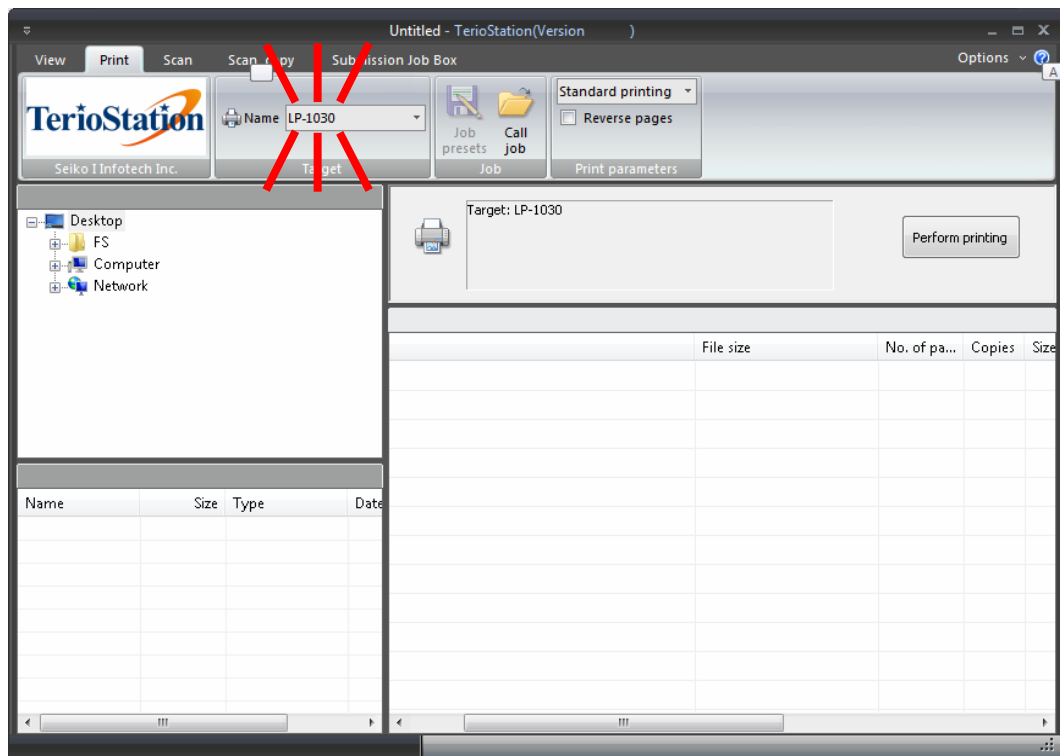 Untitled - TerioStation(Version )
View Print Scan Scan copy Submission Job Box Options
A
TerioStation
Name LP-1030
Job presets
Call job
Standard printing
Reverse pages
Seiko I Infotech Inc. Target Job Print parameters
Desktop
FS
Computer
Network
Target: LP-1030
Perform printing
File size No. of pa... Copies Size
Name Size Type Date